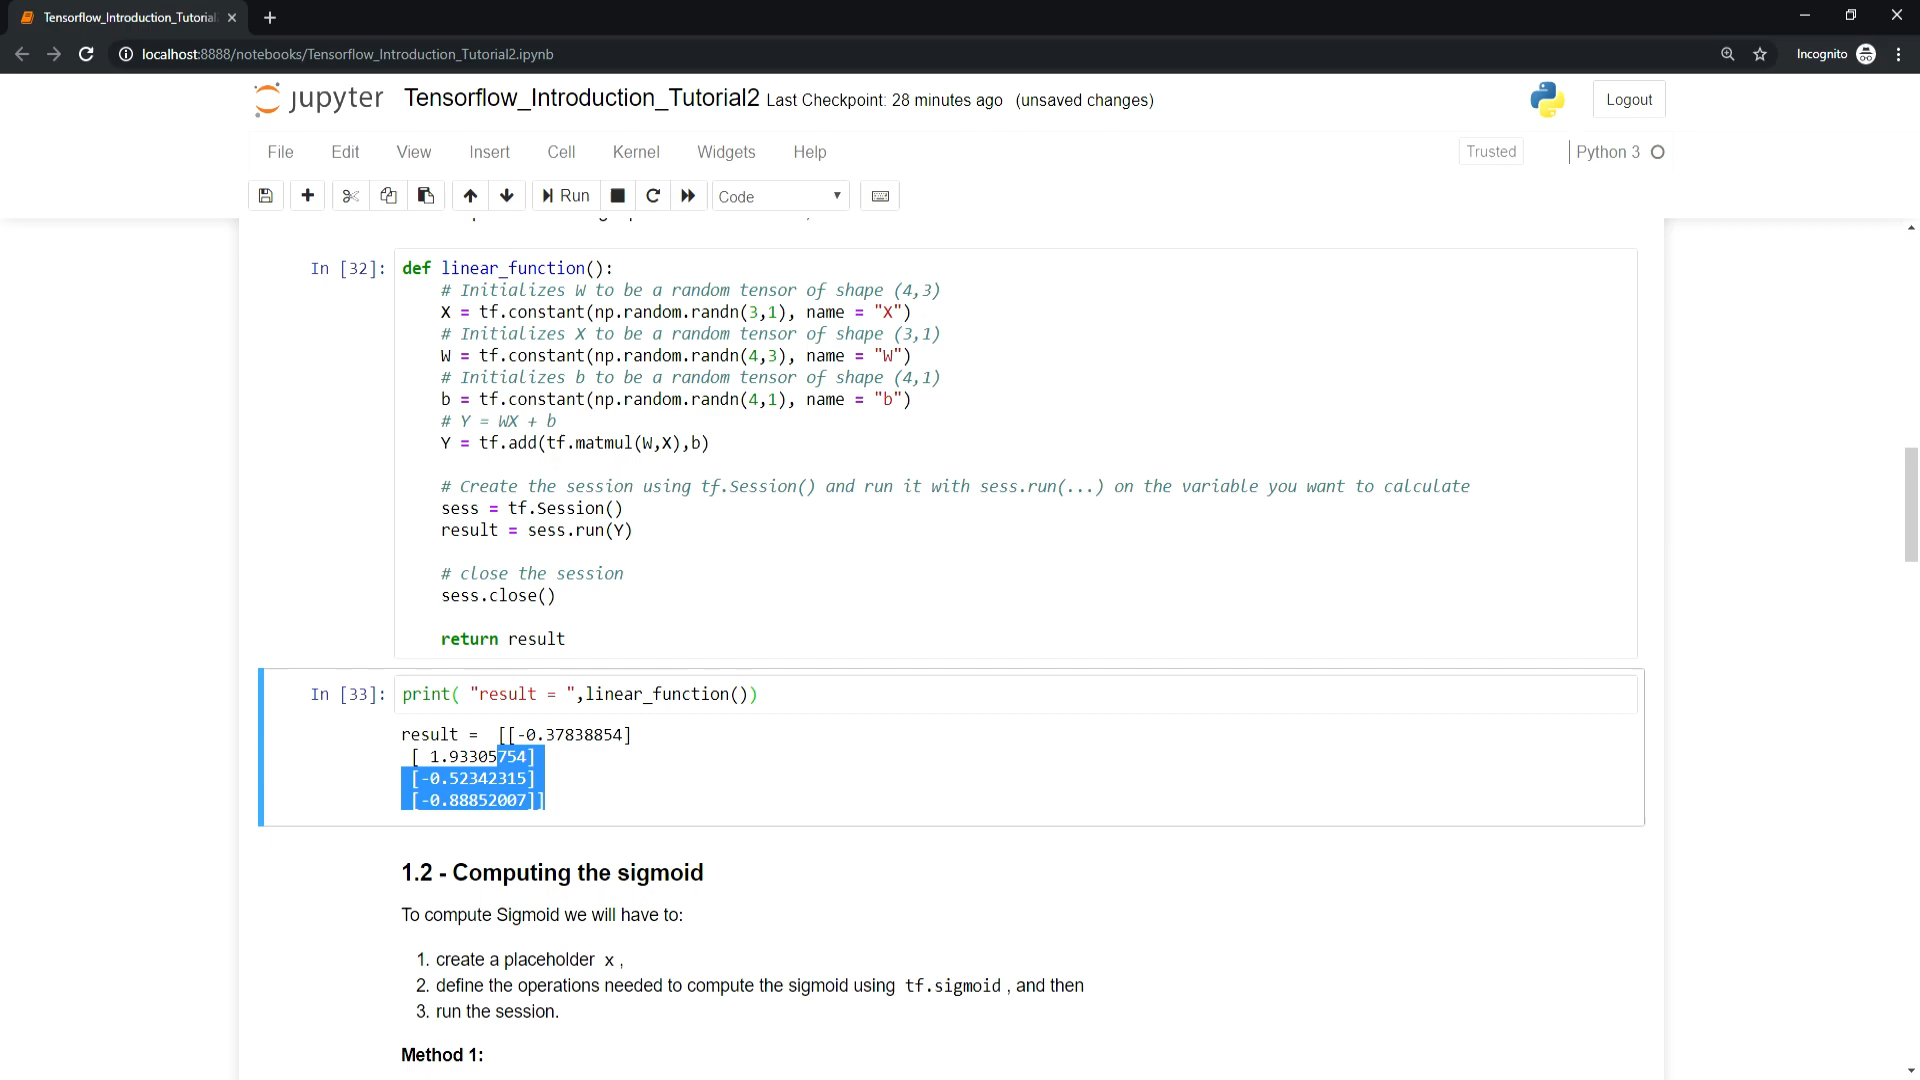 Tensorflow_Introduction_Tutorial
localhost:8888/notebooks/Tensorflow_Introduction_Tutorial2.ipynb
Incognito
jupyter Tensorflow_Introduction_Tutorial2 Last Checkpoint: 28 minutes ago (unsaved changes)
Logout
File Edit View Insert Cell Kernel Widgets Help
Trusted
Python 3
Run
Code
In [32]: def linear_function():
# Initializes W to be a random tensor of shape (4,3)
X = tf.constant(np.random.randn(3,1), name = "X")
# Initializes X to be a random tensor of shape (3,1)
W = tf.constant(np.random.randn(4,3), name = "W")
# Initializes b to be a random tensor of shape (4,1)
b = tf.constant(np.random.randn(4,1), name = "b")
# Y = WX + b
Y = tf.add(tf.matmul(W,X),b)
# Create the session using tf.Session() and run it with sess.run(...) on the variable you want to calculate
sess = tf.Session()
result = sess.run(Y)
# close the session
sess.close()
return result
In [33]: print( "result = ",linear_function())
result =  [[-0.37838854]
[ 1.93305754]
[-0.52342315]
[-0.88852007]]
1.2 - Computing the sigmoid
To compute Sigmoid we will have to:
1. create a placeholder x ,
2. define the operations needed to compute the sigmoid using tf.sigmoid , and then
3. run the session.
Method 1: